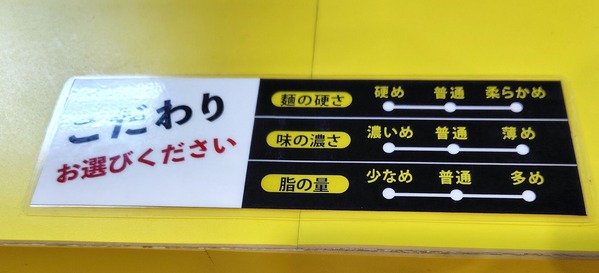 こだわり
お選びください
麺の硬さ 硬め 普通 柔らかめ
味の濃さ 濃いめ 普通 薄め
脂の量 少なめ 普通 多め